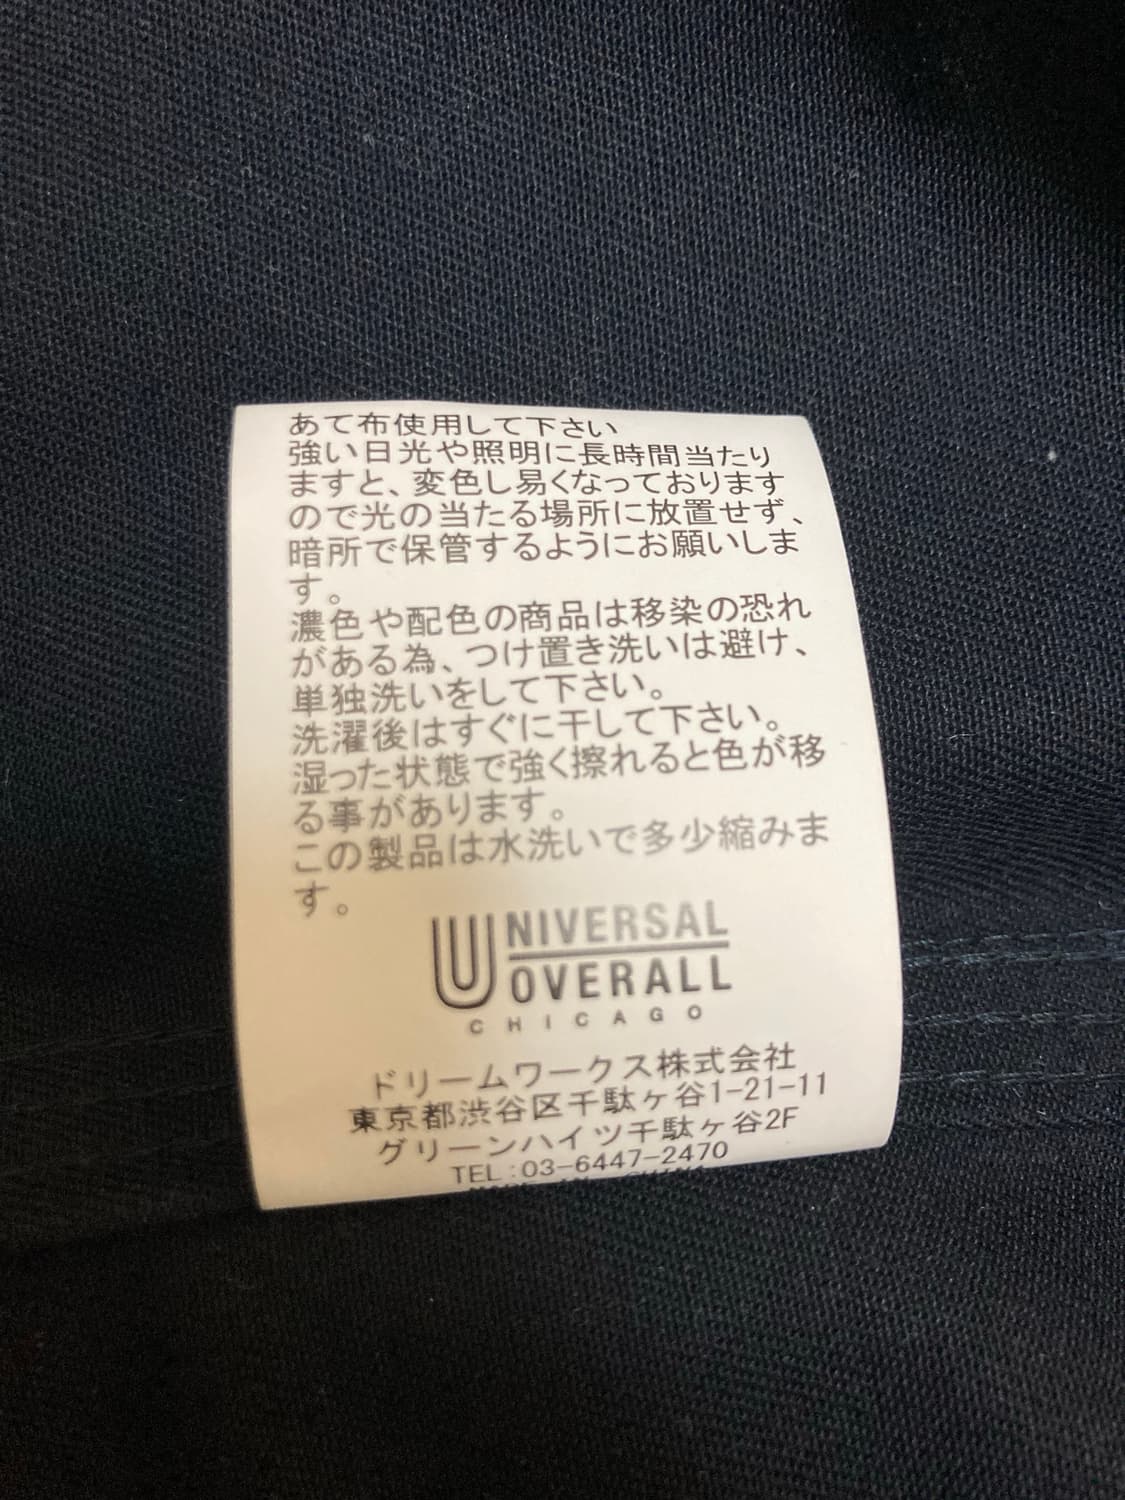 あて布使用して下さい
強い日光や照明に長時間当たり
ますと、変色し易くなっております
ので光の当たる場所に放置せず、
暗所で保管するようにお願いしま
す。
濃色や配色の商品は移染の恐れ
がある為、つけ置き洗いは避け、
単独洗いをして下さい。
洗濯後はすぐに干して下さい。
湿った状態で強く擦れると色が移
る事があります。
この製品は水洗いで多少縮みま
す。
UNIVERSAL
OVERALL
CHICAGO
ドリームワークス株式会社
東京都渋谷区千駄ヶ谷1-21-11
グリーンハイツ千駄ヶ谷2F
TEL:03-6447-2470